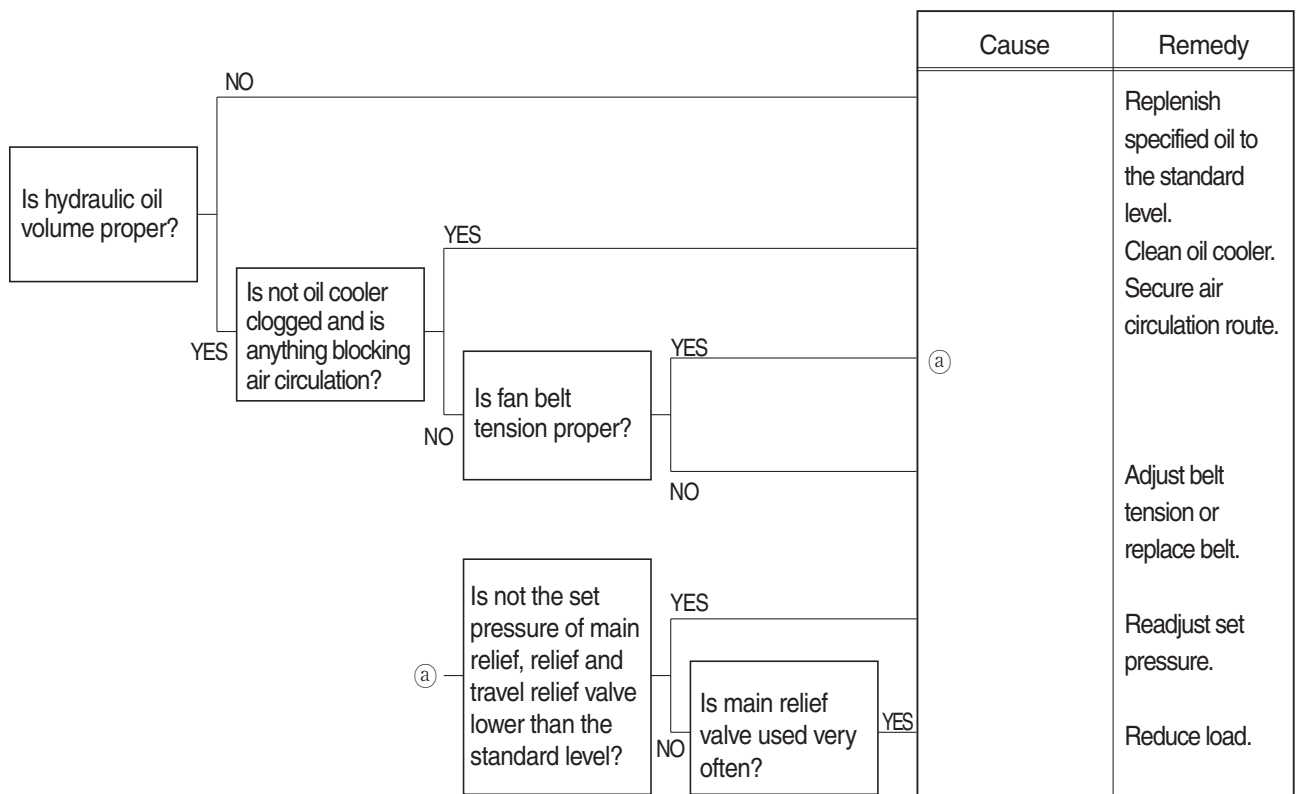 Cause
Remedy
NO
Replenish
specified oil to
the standard
level.
Is hydraulic oil
volume proper?
YES
Clean oil cooler.
Secure air
circulation route.
YES
Is not oil cooler
clogged and is
anything blocking
air circulation?
YES
ⓐ
NO
Is fan belt
tension proper?
NO
Adjust belt
tension or
replace belt.
ⓐ
Is not the set
pressure of main
relief, relief and
travel relief valve
lower than the
standard level?
YES
Readjust set
pressure.
NO
Is main relief
valve used very
often?
YES
Reduce load.